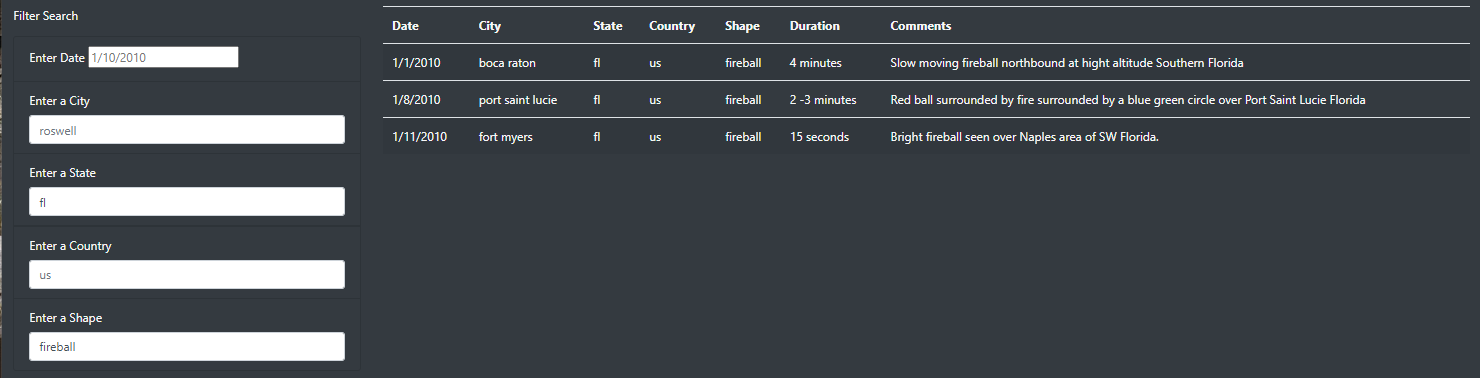 Filter Search
Enter Date 1/10/2010
Enter a City
roswell
Enter a State
fl
Enter a Country
us
Enter a Shape
fireball
Date City State Country Shape Duration Comments
1/1/2010 boca raton fl us fireball 4 minutes Slow moving fireball northbound at hight altitude Southern Florida
1/8/2010 port saint lucie fl us fireball 2 -3 minutes Red ball surrounded by fire surrounded by a blue green circle over Port Saint Lucie Florida
1/11/2010 fort myers fl us fireball 15 seconds Bright fireball seen over Naples area of SW Florida.